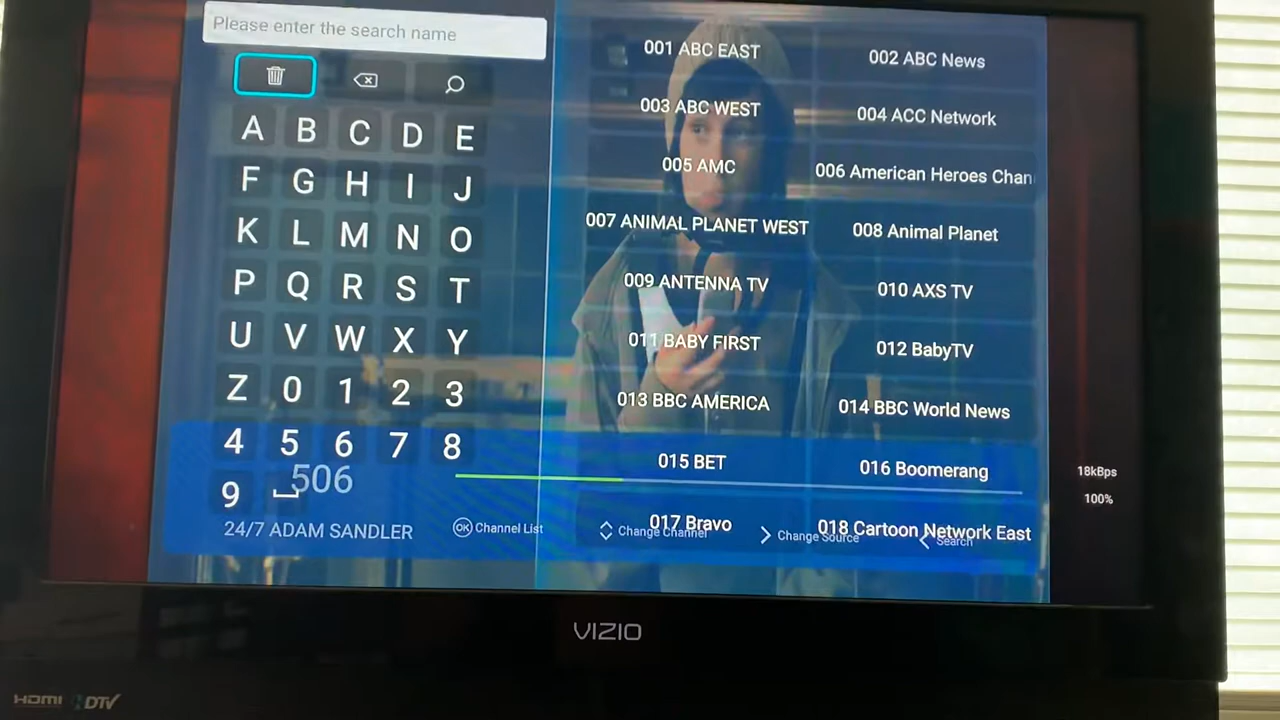 Please enter the search name
A B C D E
F G H I J
K L M N O
P Q R S T
U V W X Y
Z 0 1 2 3
4 5 6 7 8
9
001 ABC EAST
002 ABC News
003 ABC WEST
004 ACC Network
005 AMC
006 American Heroes Chan
007 ANIMAL PLANET WEST
008 Animal Planet
009 ANTENNA TV
010 AXS TV
011 BABY FIRST
012 BabyTV
013 BBC AMERICA
014 BBC World News
015 BET
016 Boomerang
017 Bravo
018 Cartoon Network East
506
24/7 ADAM SANDLER
OK Channel List
Change Channel
Change Source
Search
18kBps
100%
VIZIO
HDMI DTV